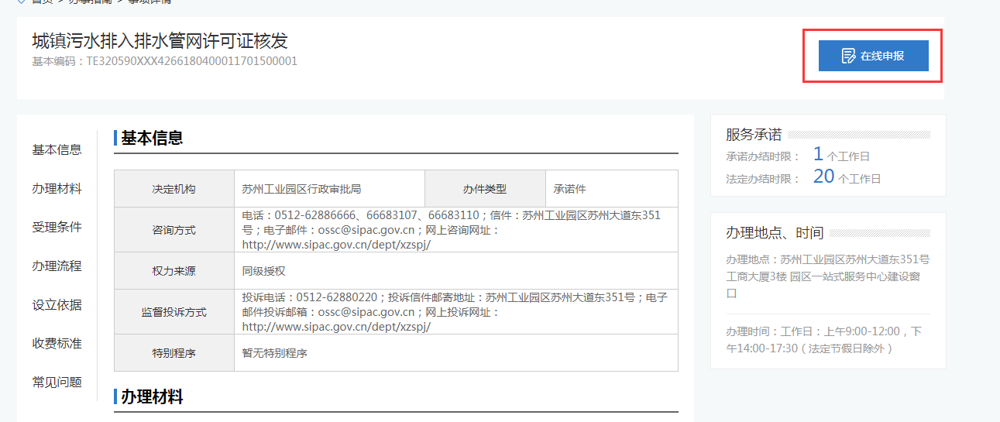 首页 > 办事指南 > 事项详情
城镇污水排入排水管网许可证核发
基本编码：TE320590XXX4266180400011701500001
在线申报
基本信息
办理材料
受理条件
办理流程
设立依据
收费标准
常见问题
基本信息
决定机构
苏州工业园区行政审批局
办件类型
承诺件
咨询方式
电话：0512-62886666、66683107、66683110；信件：苏州工业园区苏州大道东351
号；电子邮件：ossc@sipac.gov.cn；网上咨询网址：
http://www.sipac.gov.cn/dept/xzspj/
权力来源
同级授权
监督投诉方式
投诉电话：0512-62880220；投诉信件邮寄地址：苏州工业园区苏州大道东351号；电子
邮件投诉邮箱：ossc@sipac.gov.cn；网上投诉网址：
http://www.sipac.gov.cn/dept/xzspj/
特别程序
暂无特别程序
办理材料
服务承诺
承诺办结时限： 1 个工作日
法定办结时限： 20 个工作日
办理地点、时间
办理地点：苏州工业园区苏州大道东351号
工商大厦3楼 园区一站式服务中心建设窗
口
办理时间：工作日：上午9:00-12:00，下
午14:00-17:30（法定节假日除外）